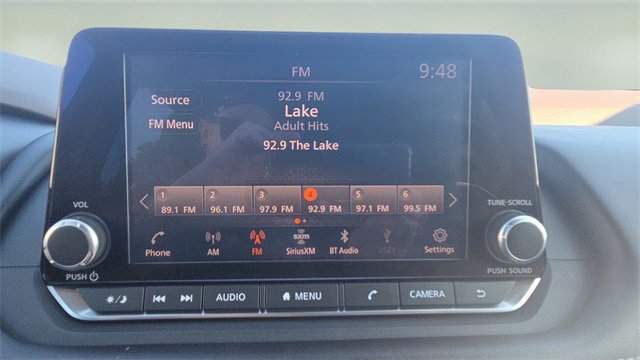 FM 9:48
Source
FM Menu
92.9 FM
Lake
Adult Hits
92.9 The Lake
1 2 3 4 5 6
89.1 FM 96.1 FM 97.9 FM 92.9 FM 97.1 FM 99.5 FM
VOL
TUNE·SCROLL
sxm
Phone AM FM SiriusXM BT Audio USB1 Settings
PUSH
PUSH SOUND
AUDIO MENU CAMERA